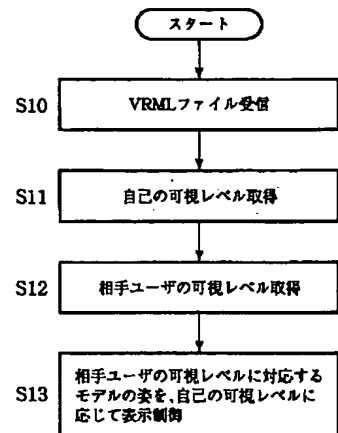 スタート
S10
VRMLファイル受信
S11
自己の可視レベル取得
S12
相手ユーザの可視レベル取得
S13
相手ユーザの可視レベルに対応する
モデルの姿を、自己の可視レベルに
応じて表示制御